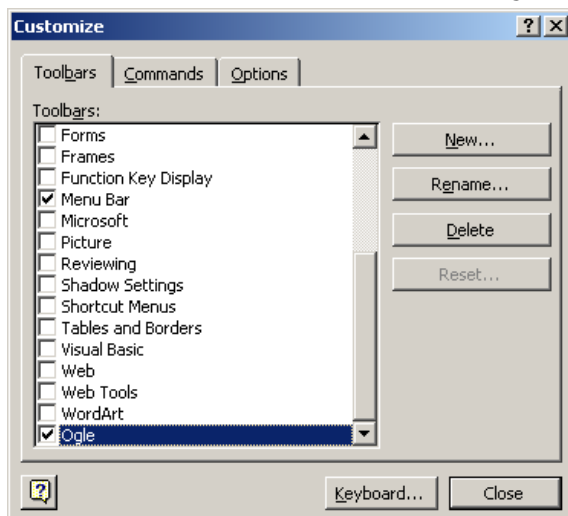 Customize
Toolbars Commands Options
Toolbars:
Forms
Frames
Function Key Display
Menu Bar
Microsoft
Picture
Reviewing
Shadow Settings
Shortcut Menus
Tables and Borders
Visual Basic
Web
Web Tools
WordArt
Ogle
New...
Rename...
Delete
Reset...
Keyboard... Close